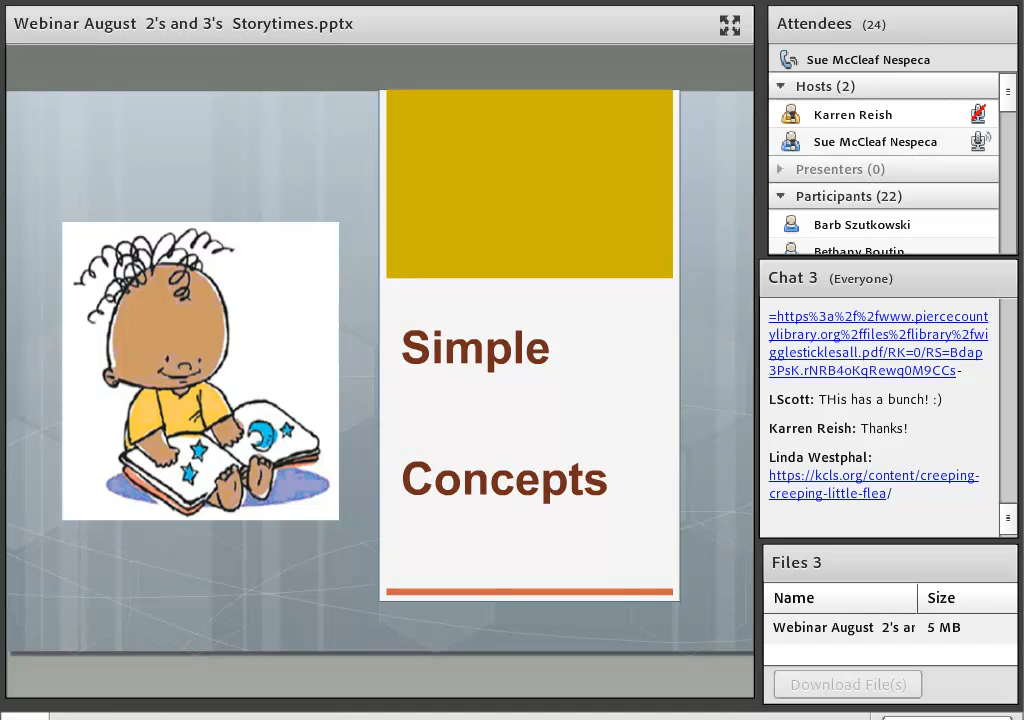 Webinar August 2's and 3's Storytimes.pptx
Simple
Concepts
Attendees (24)
Sue McCleaf Nespeca
Hosts (2)
Karren Reish
Sue McCleaf Nespeca
Presenters (0)
Participants (22)
Barb Szutkowski
Bethany Boutin
Chat 3 (Everyone)
=https%3a%2f%2fwww.piercecount
ylibrary.org%2ffiles%2flibrary%2fwi
gglesticklesall.pdf/RK=0/RS=Bdap
3PsK.rNRB4oKqRewq0M9CCs-
LScott: THis has a bunch! :)
Karren Reish: Thanks!
Linda Westphal:
https://kcls.org/content/creeping-
creeping-little-flea/
Files 3
Name Size
Webinar August 2's ar 5 MB
Download File(s)